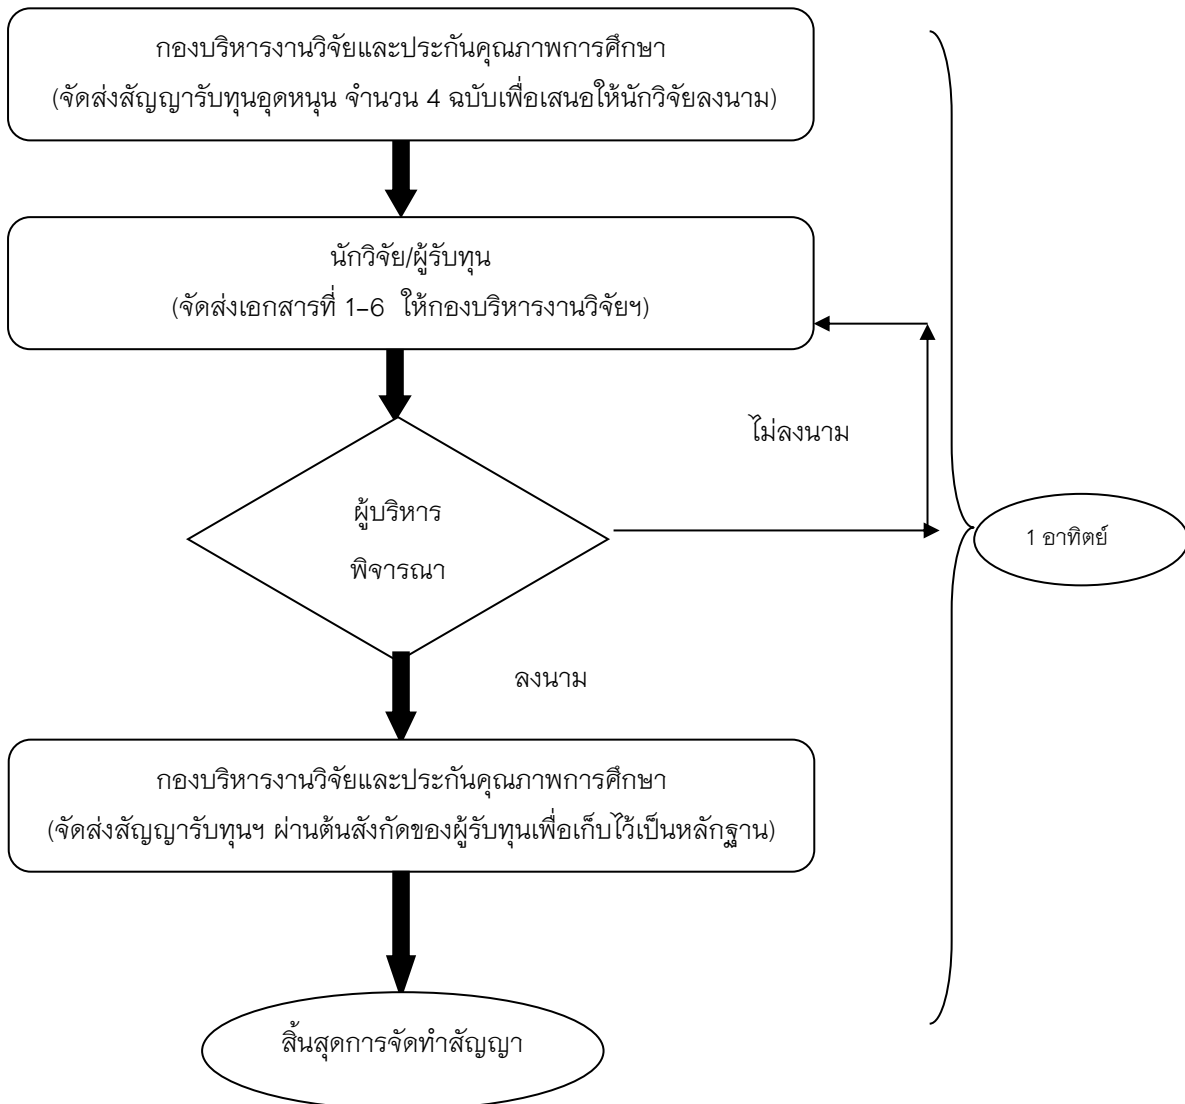 กองบริหารงานวิจัยและประกันคุณภาพการศึกษา
(จัดส่งสัญญารับทุนอุดหนุน จำนวน 4 ฉบับเพื่อเสนอให้นักวิจัยลงนาม)
นักวิจัย/ผู้รับทุน
(จัดส่งเอกสารที่ 1-6 ให้กองบริหารงานวิจัยฯ)
ไม่ลงนาม
ผู้บริหาร
พิจารณา
1 อาทิตย์
ลงนาม
กองบริหารงานวิจัยและประกันคุณภาพการศึกษา
(จัดส่งสัญญารับทุนฯ ผ่านต้นสังกัดของผู้รับทุนเพื่อเก็บไว้เป็นหลักฐาน)
สิ้นสุดการจัดทำสัญญา